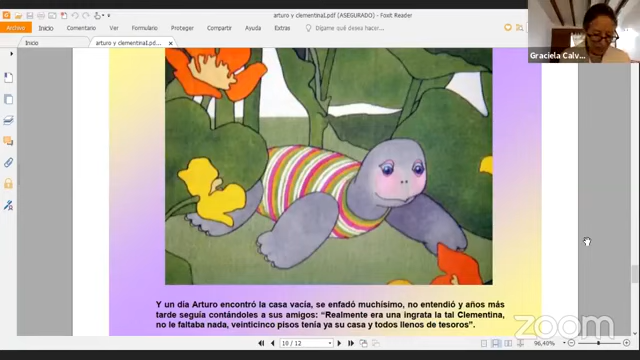 arturo y clementina1.pdf (ASEGURADO) - Foxit Reader
Archivo Inicio Comentario Ver Formulario Proteger Compartir Ayuda Extras Dígame qué desea hacer...
Inicio arturo y clementina1.pd...
Graciela Calv...
Y un día Arturo encontró la casa vacía, se enfadó muchísimo, no entendió y años más
tarde seguía contándoles a sus amigos: “Realmente era una ingrata la tal Clementina,
no le faltaba nada, veinticinco pisos tenía ya su casa y todos llenos de tesoros”.
zoom
10 / 12
96,40%